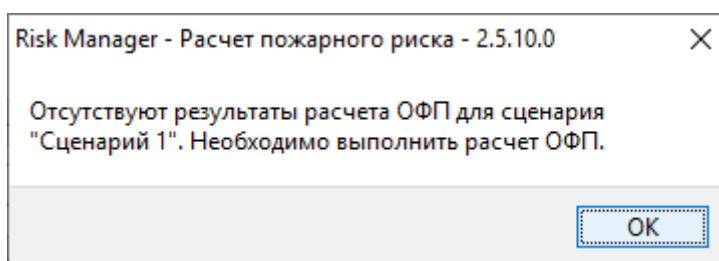 Risk Manager - Расчет пожарного риска - 2.5.10.0
Отсутствуют результаты расчета ОФП для сценария
"Сценарий 1". Необходимо выполнить расчет ОФП.
OK